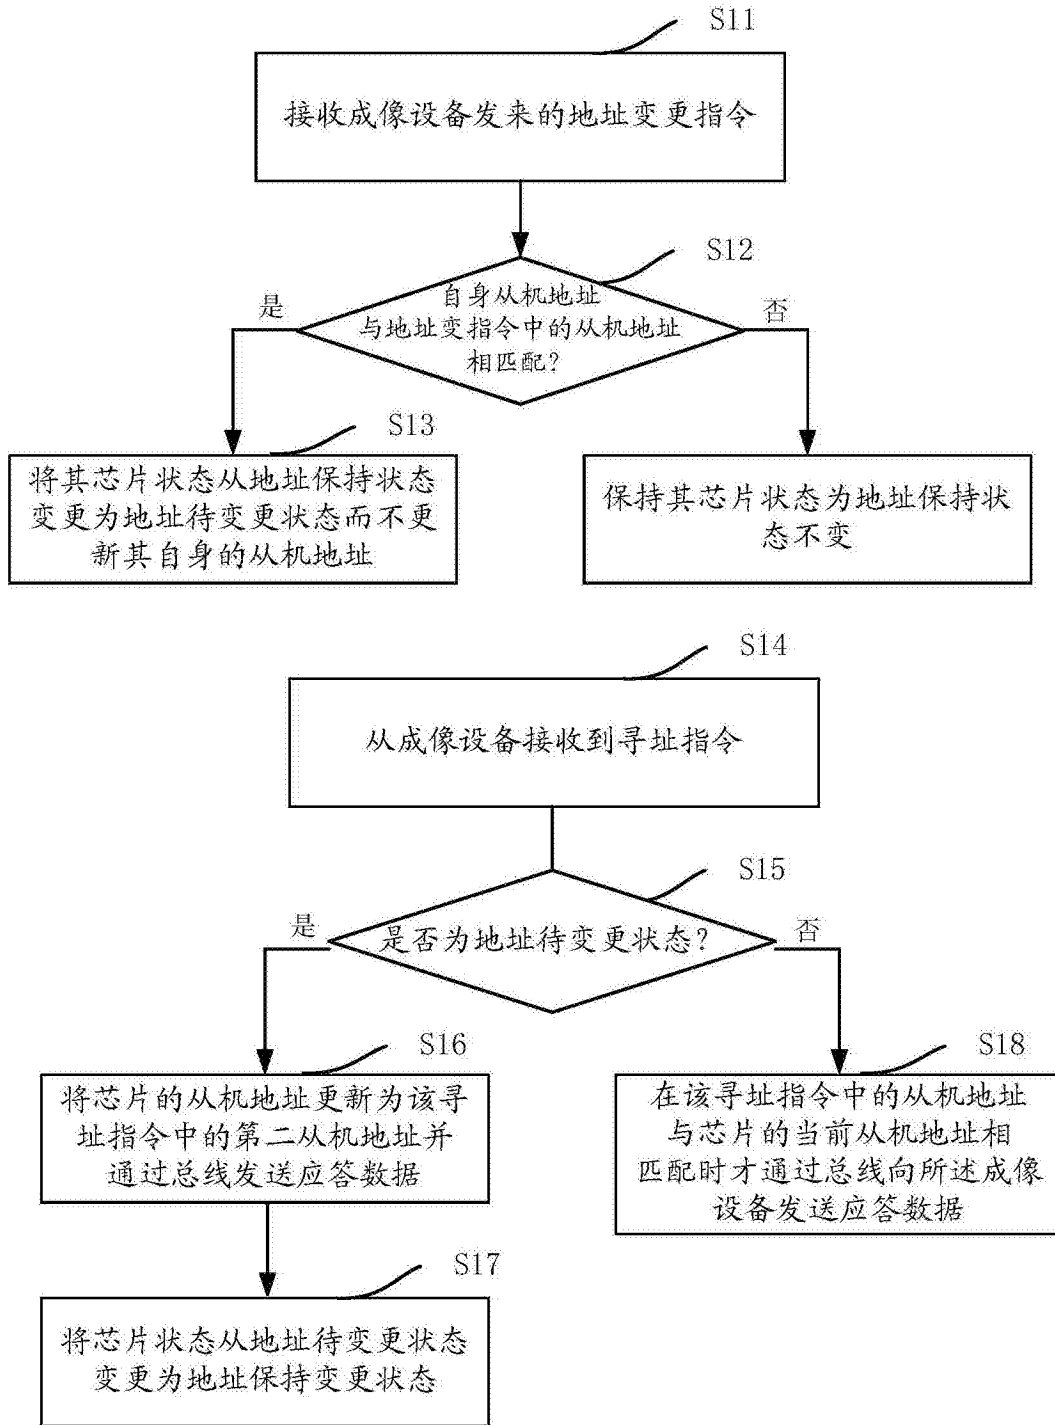 S11
接收成像设备发来的地址变更指令
S12
自身从机地址
与地址变指令中的从机地址
相匹配？
是
否
S13
将其芯片状态从地址保持状态
变更为地址待变更状态而不更
新其自身的从机地址
保持其芯片状态为地址保持状
态不变
S14
从成像设备接收到寻址指令
S15
是否为地址待变更状态？
是
否
S16
将芯片的从机地址更新为该寻
址指令中的第二从机地址并
通过总线发送应答数据
S18
在该寻址指令中的从机地址
与芯片的当前从机地址相
匹配时才通过总线向所述成像
设备发送应答数据
S17
将芯片状态从地址待变更状态
变更为地址保持变更状态